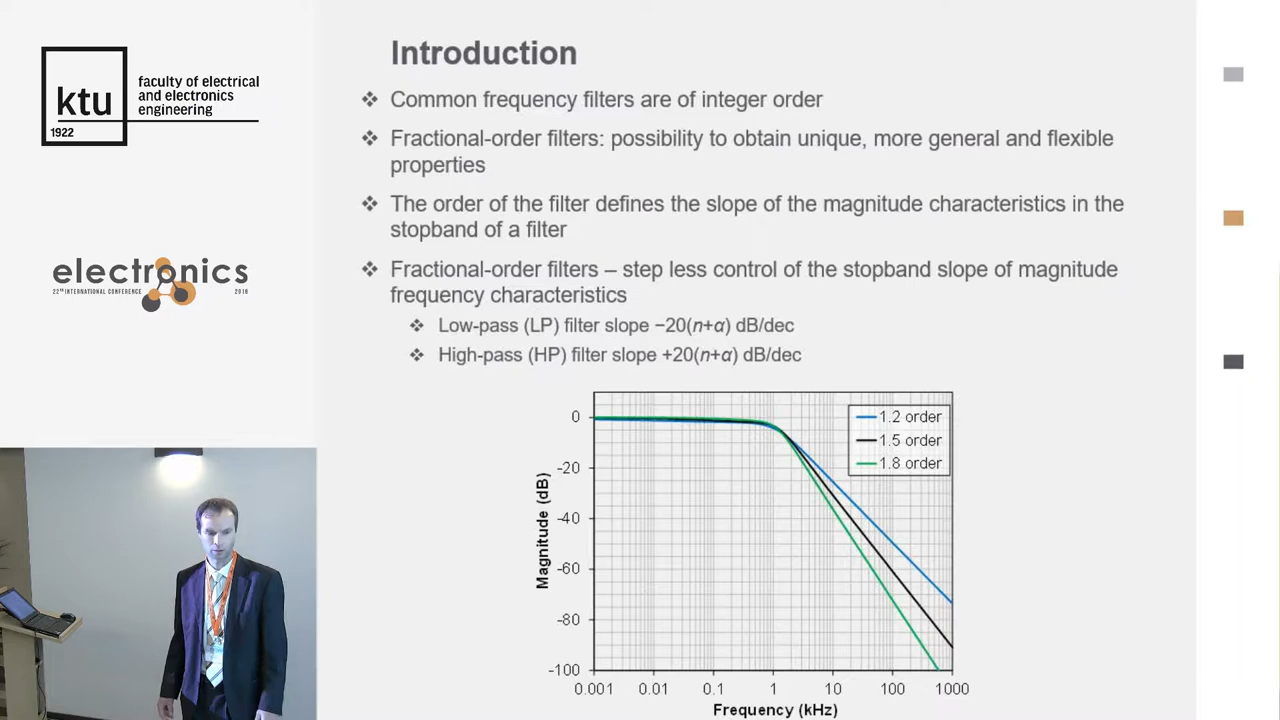 ktu
1922
faculty of electrical
and electronics
engineering
electronics
22ND INTERNATIONAL CONFERENCE 2018
Introduction
❖ Common frequency filters are of integer order
❖ Fractional-order filters: possibility to obtain unique, more general and flexible
properties
❖ The order of the filter defines the slope of the magnitude characteristics in the
stopband of a filter
❖ Fractional-order filters – step less control of the stopband slope of magnitude
frequency characteristics
❖ Low-pass (LP) filter slope −20(n+α) dB/dec
❖ High-pass (HP) filter slope +20(n+α) dB/dec
1.2 order
1.5 order
1.8 order
Magnitude (dB)
0
-20
-40
-60
-80
-100
0.001 0.01 0.1 1 10 100 1000
Frequency (kHz)